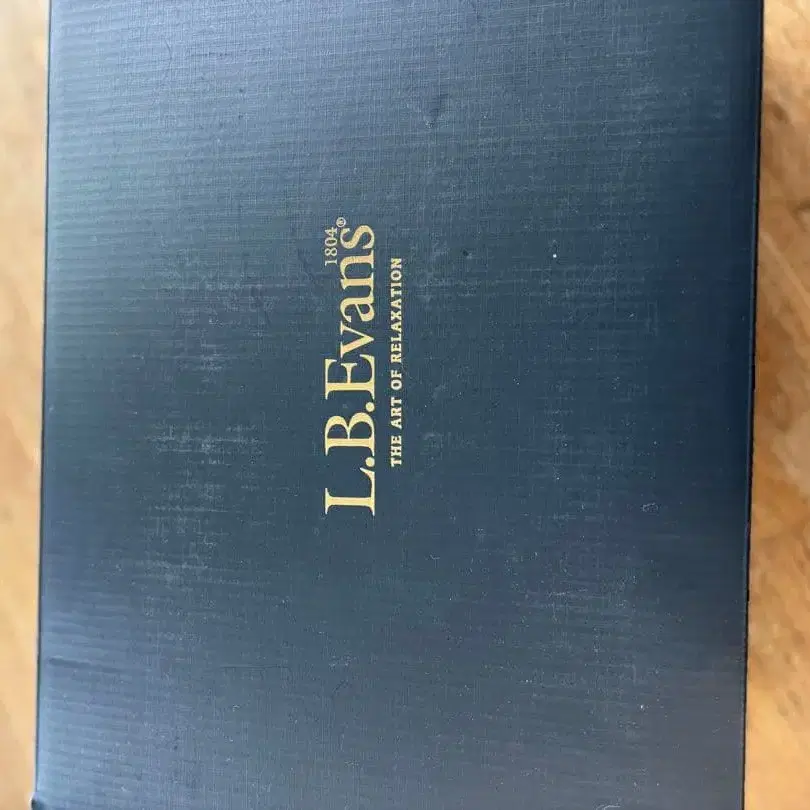 1804
L.B.Evans®
THE ART OF RELAXATION